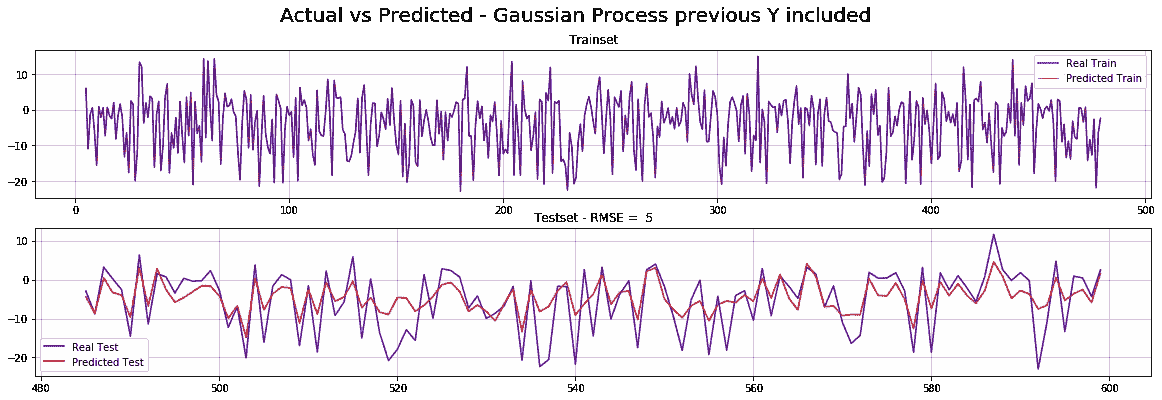 Actual vs Predicted - Gaussian Process previous Y included
Trainset
Real Train
Predicted Train
10
0
−10
−20
0 100 200 300 400 500
Testset - RMSE = 5
10
0
−10
−20
Real Test
Predicted Test
480 500 520 540 560 580 600